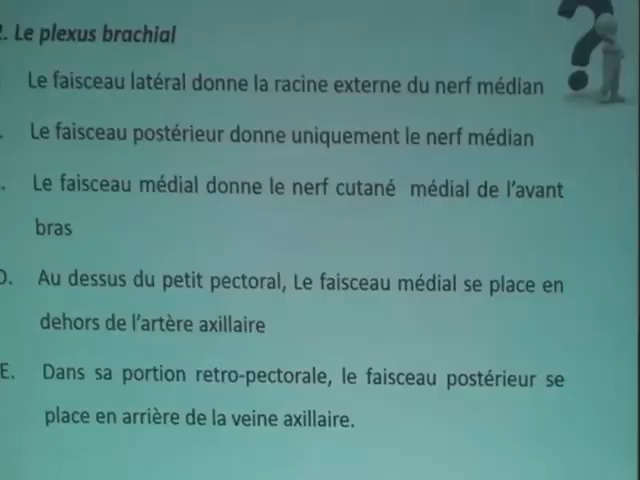 . Le plexus brachial
Le faisceau latéral donne la racine externe du nerf médian
Le faisceau postérieur donne uniquement le nerf médian
Le faisceau médial donne le nerf cutané médial de l'avant
bras
D. Au dessus du petit pectoral, Le faisceau médial se place en
dehors de l'artère axillaire
E. Dans sa portion retro-pectorale, le faisceau postérieur se
place en arrière de la veine axillaire.